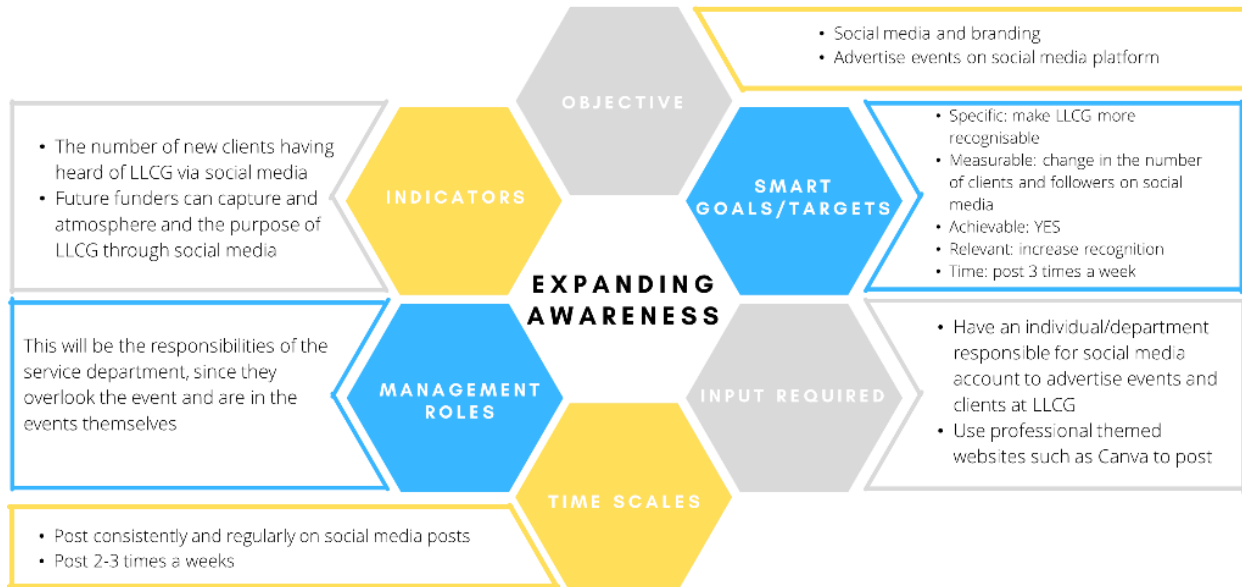 OBJECTIVE
• Social media and branding
• Advertise events on social media platform
SMART
GOALS/TARGETS
• Specific: make LLCG more
recognisable
• Measurable: change in the number
of clients and followers on social
media
• Achievable: YES
• Relevant: increase recognition
• Time: post 3 times a week
INPUT REQUIRED
• Have an individual/department
responsible for social media
account to advertise events and
clients at LLCG
• Use professional themed
websites such as Canva to post
TIME SCALES
• Post consistently and regularly on social media posts
• Post 2-3 times a weeks
MANAGEMENT
ROLES
This will be the responsibilities of the
service department, since they
overlook the event and are in the
events themselves
INDICATORS
• The number of new clients having
heard of LLCG via social media
• Future funders can capture and
atmosphere and the purpose of
LLCG through social media
EXPANDING
AWARENESS